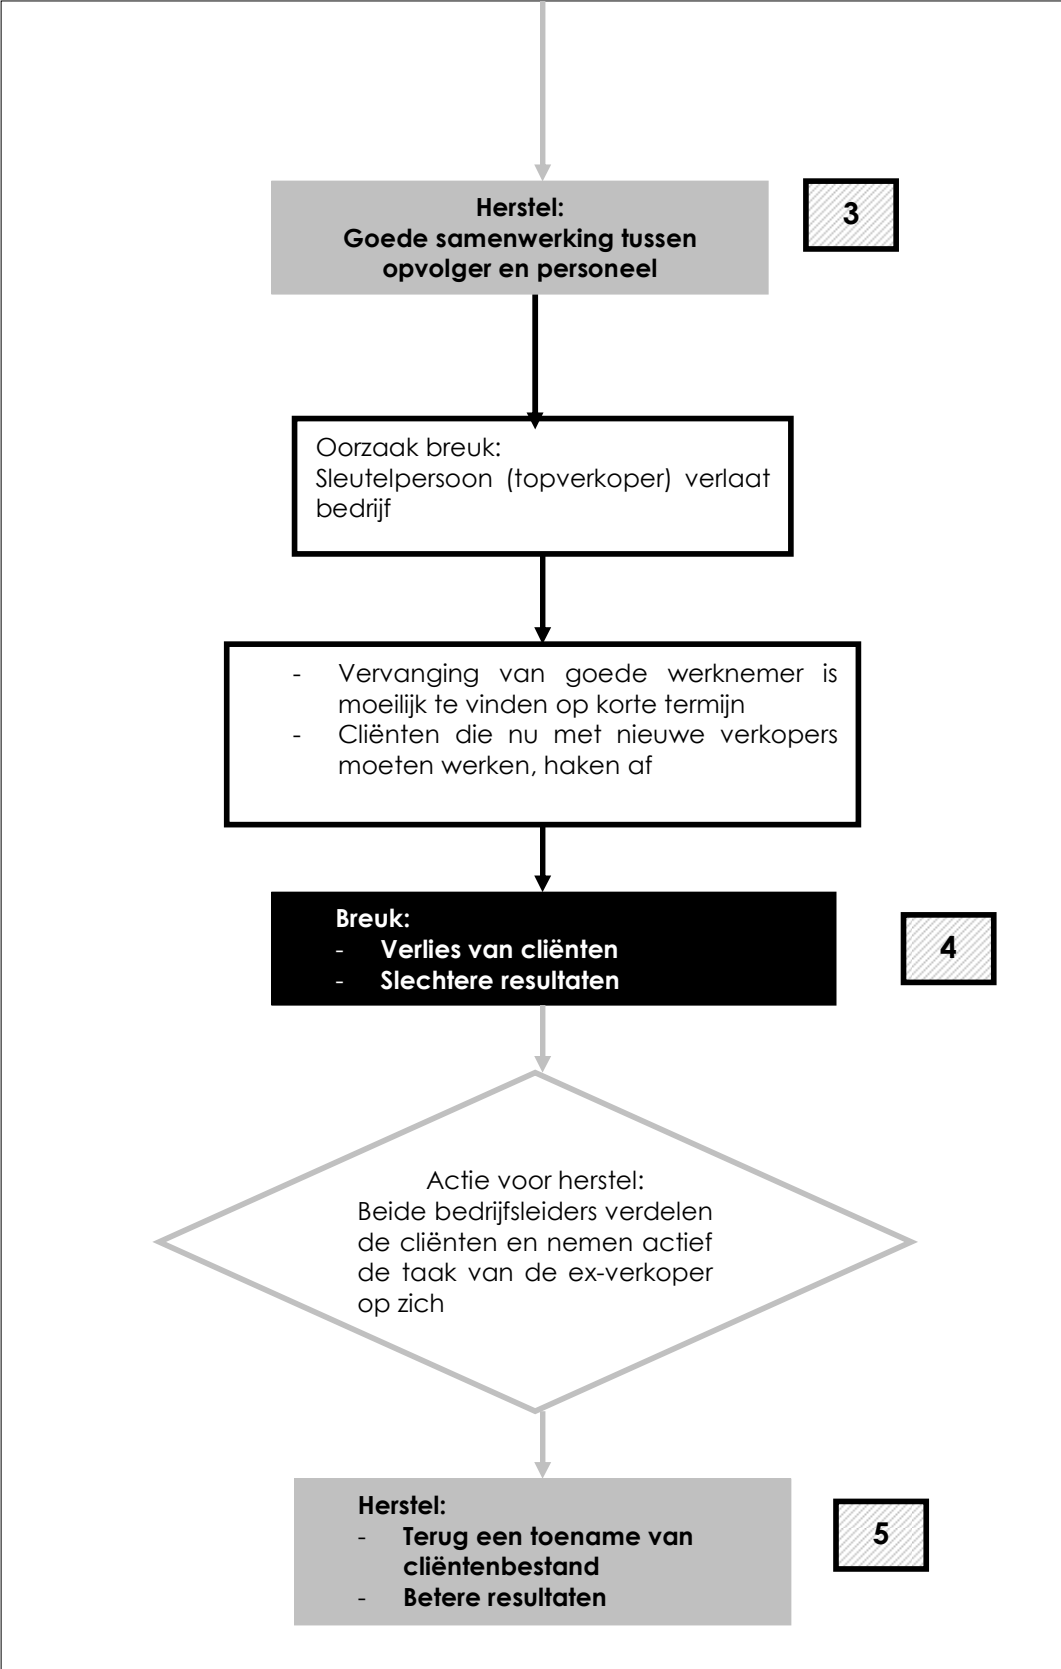 Herstel:
3
Goede samenwerking tussen
opvolger en personeel
Oorzaak breuk:
Sleutelpersoon (topverkoper) verlaat
bedrijf
- Vervanging van goede werknemer is
moeilijk te vinden op korte termijn
- Cliënten die nu met nieuwe verkopers
moeten werken, haken af
Breuk:
- Verlies van cliënten
4
- Slechtere resultaten
Actie voor herstel:
Beide bedrijfsleiders verdelen
de cliënten en nemen actief
de taak van de ex-verkoper
op zich
Herstel:
- Terug een toename van
5
cliëntenbestand
- Betere resultaten